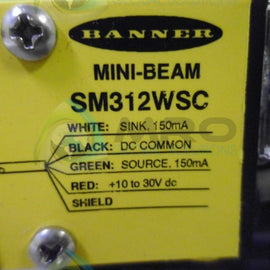 BANNER
MINI-BEAM
SM312WSC
WHITE: SINK, 150mA
BLACK: DC COMMON
GREEN: SOURCE, 150mA
RED: +10 to 30V dc
SHIELD